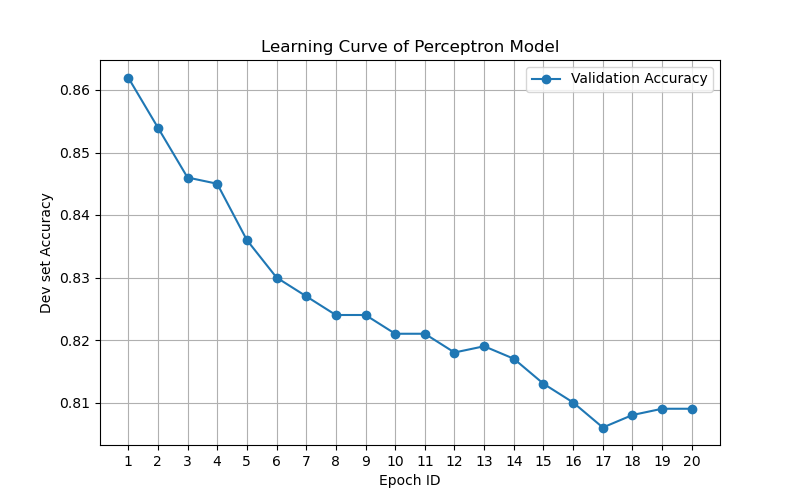 Learning Curve of Perceptron Model
Validation Accuracy
Dev set Accuracy
0.86
0.85
0.84
0.83
0.82
0.81
1 2 3 4 5 6 7 8 9 10 11 12 13 14 15 16 17 18 19 20
Epoch ID